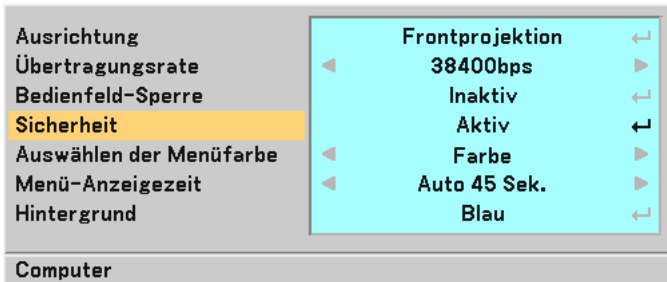 Ausrichtung Frontprojektion
Übertragungsrate 38400bps
Bedienfeld-Sperre Inaktiv
Sicherheit Aktiv
Auswählen der Menüfarbe Farbe
Menü-Anzeigezeit Auto 45 Sek.
Hintergrund Blau
Computer